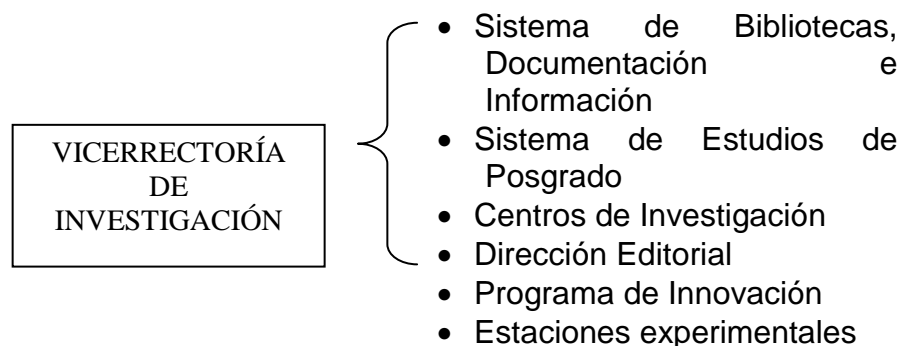 VICERRECTORÍA
DE
INVESTIGACIÓN
• Sistema de Bibliotecas,
Documentación e
Información
• Sistema de Estudios de
Posgrado
• Centros de Investigación
• Dirección Editorial
• Programa de Innovación
• Estaciones experimentales